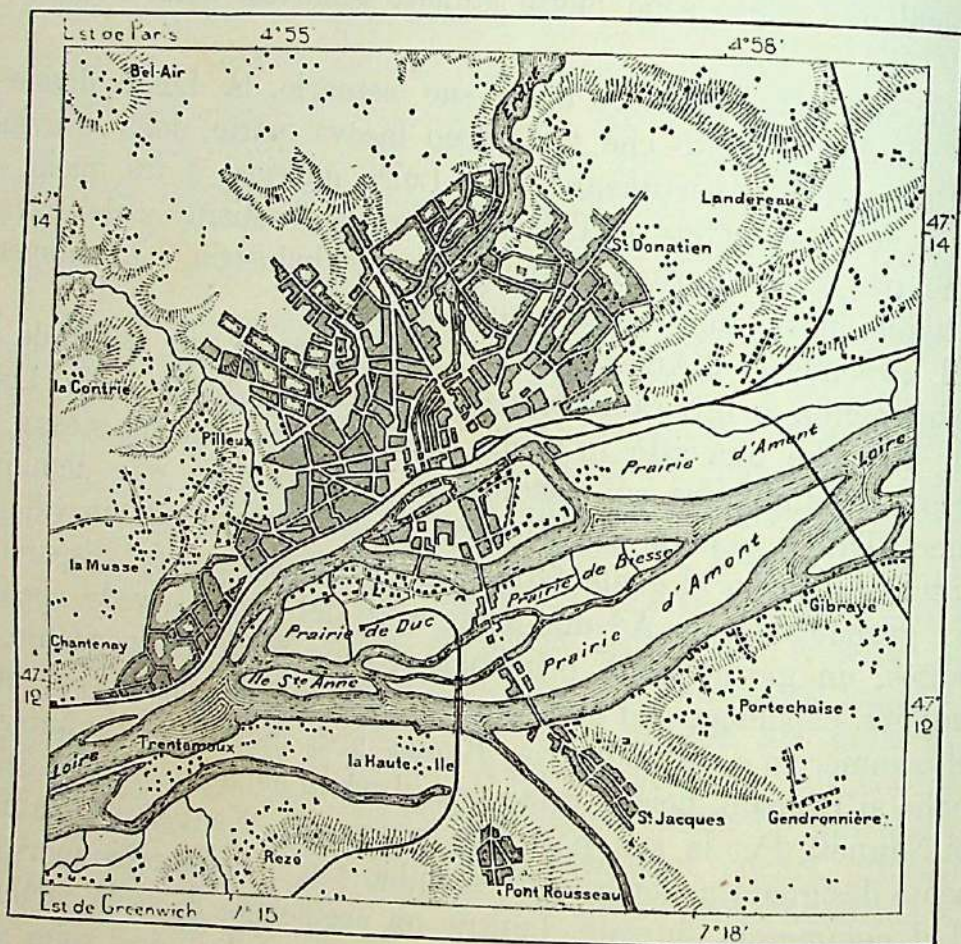 Est de Paris
4°55'
4°58'
Bel-Air
Erdre
47°
14
Landereau
St Donatien
47°
14
la Contrie
Pilleux
Prairie d'Amont
Loire
la Musse
Prairie de Biesse
Prairie d'Amont
Gibraye
Chantenay
Prairie de Duc
47°
12
Ile Ste Anne
Portechaise
47°
12
Loire
Trentemoux
la Haute Ile
St Jacques
Gendronnière
Rezé
Pont Rousseau
Est de Greenwich
7°15
7°18'